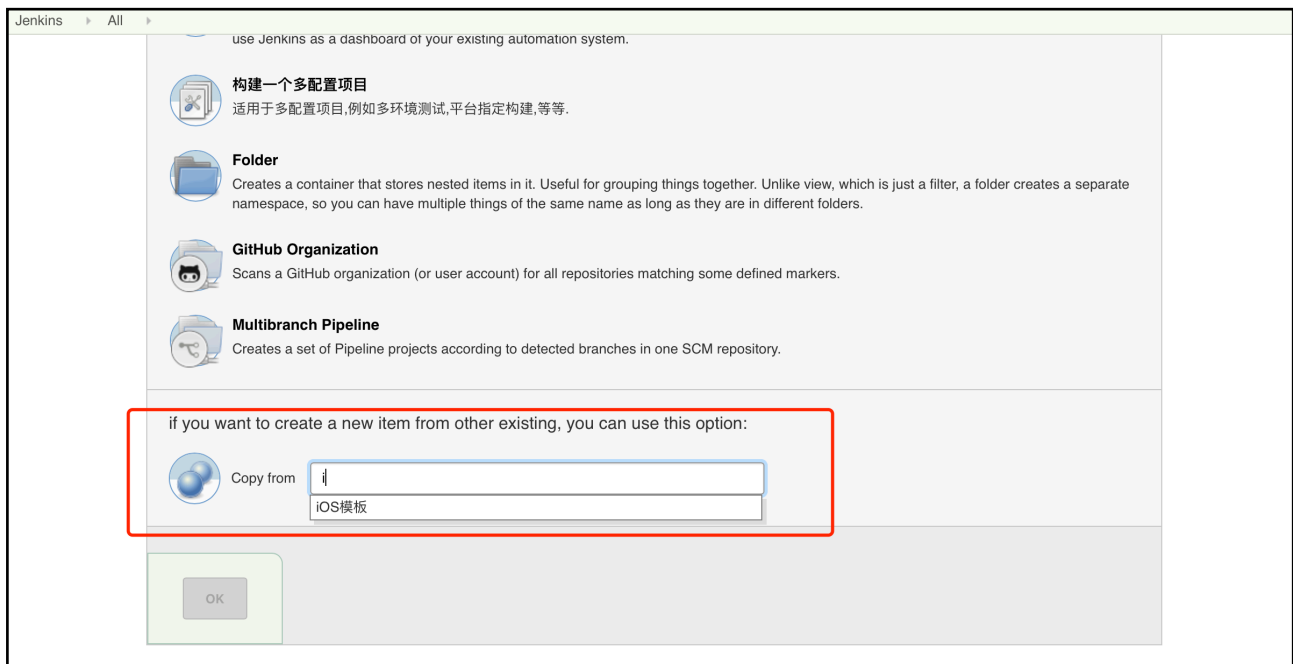 Jenkins All
use Jenkins as a dashboard of your existing automation system.
构建一个多配置项目
适用于多配置项目,例如多环境测试,平台指定构建,等等.
Folder
Creates a container that stores nested items in it. Useful for grouping things together. Unlike view, which is just a filter, a folder creates a separate
namespace, so you can have multiple things of the same name as long as they are in different folders.
GitHub Organization
Scans a GitHub organization (or user account) for all repositories matching some defined markers.
Multibranch Pipeline
Creates a set of Pipeline projects according to detected branches in one SCM repository.
if you want to create a new item from other existing, you can use this option:
Copy from i
iOS模板
OK